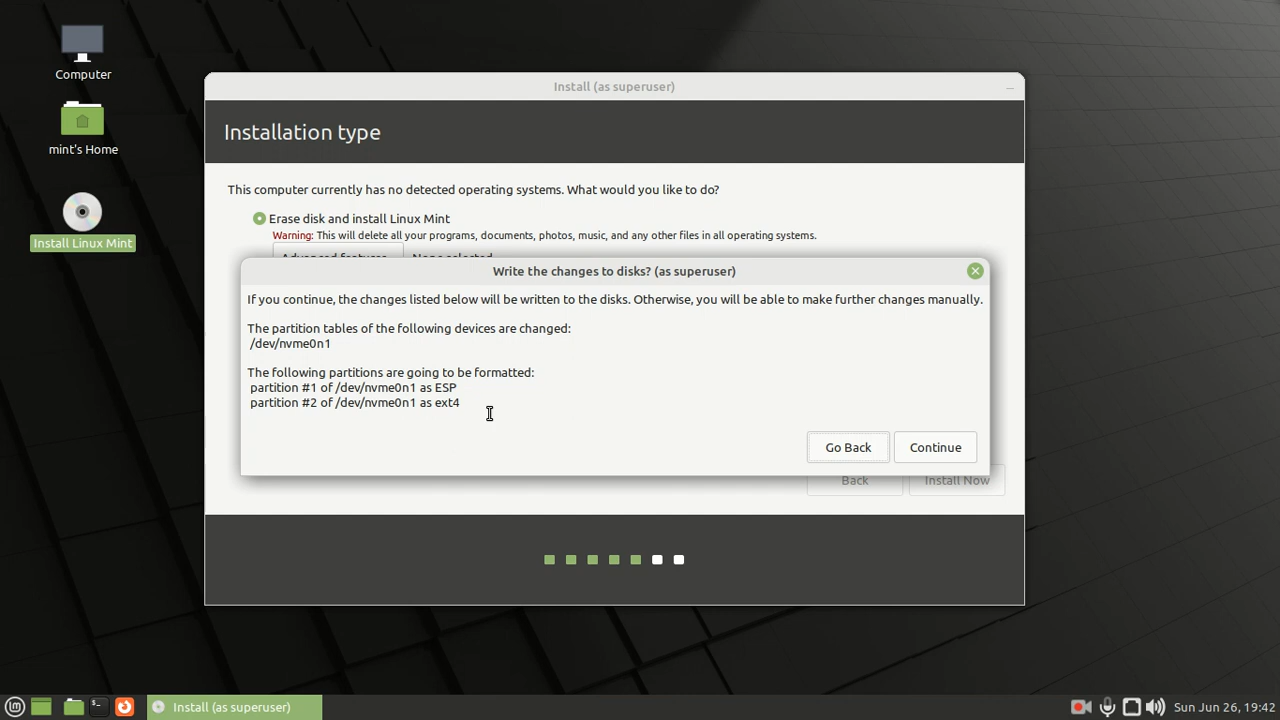 Computer
mint's Home
Install Linux Mint
Install (as superuser)
Installation type
This computer currently has no detected operating systems. What would you like to do?
Erase disk and install Linux Mint
Warning: This will delete all your programs, documents, photos, music, and any other files in all operating systems.
Advanced features... None selected
Write the changes to disks? (as superuser)
If you continue, the changes listed below will be written to the disks. Otherwise, you will be able to make further changes manually.
The partition tables of the following devices are changed:
/dev/nvme0n1
The following partitions are going to be formatted:
partition #1 of /dev/nvme0n1 as ESP
partition #2 of /dev/nvme0n1 as ext4
Go Back Continue
Back Install Now
Install (as superuser)
Sun Jun 26, 19:42